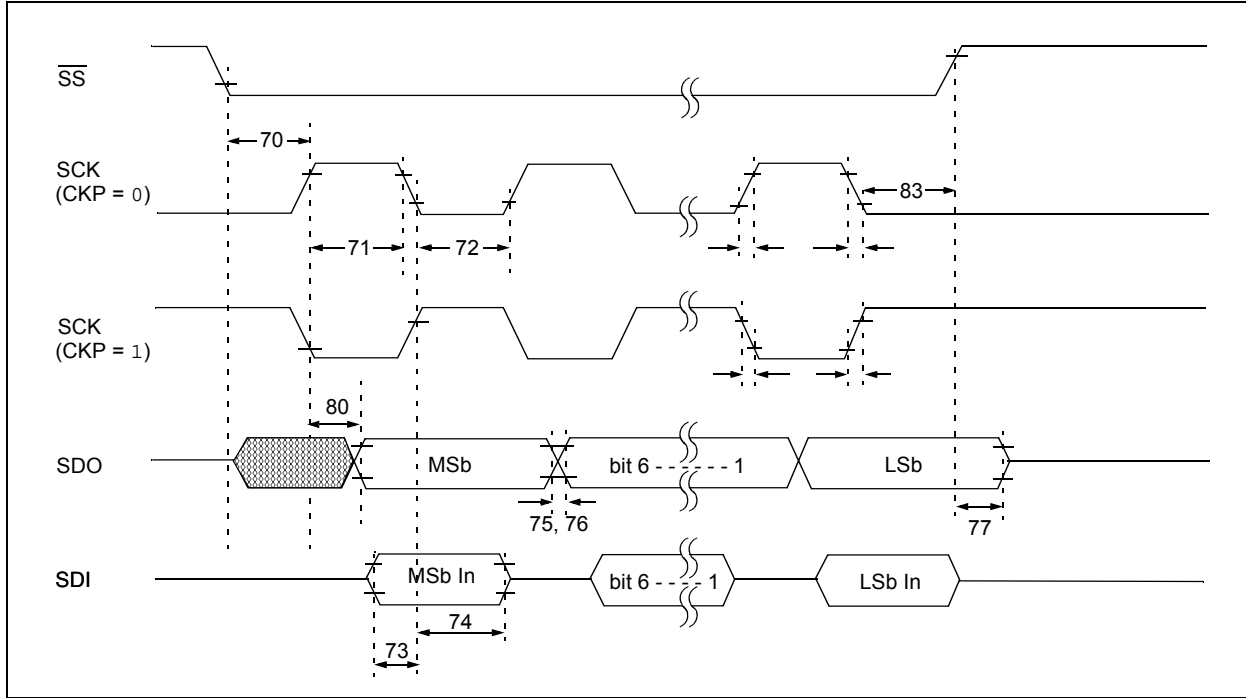 SS
70
SCK
(CKP = 0)
83
71
72
SCK
(CKP = 1)
80
SDO
MSb
bit 6 - - - - - - 1
LSb
75, 76
77
SDI
MSb In
bit 6 - - - - 1
LSb In
74
73